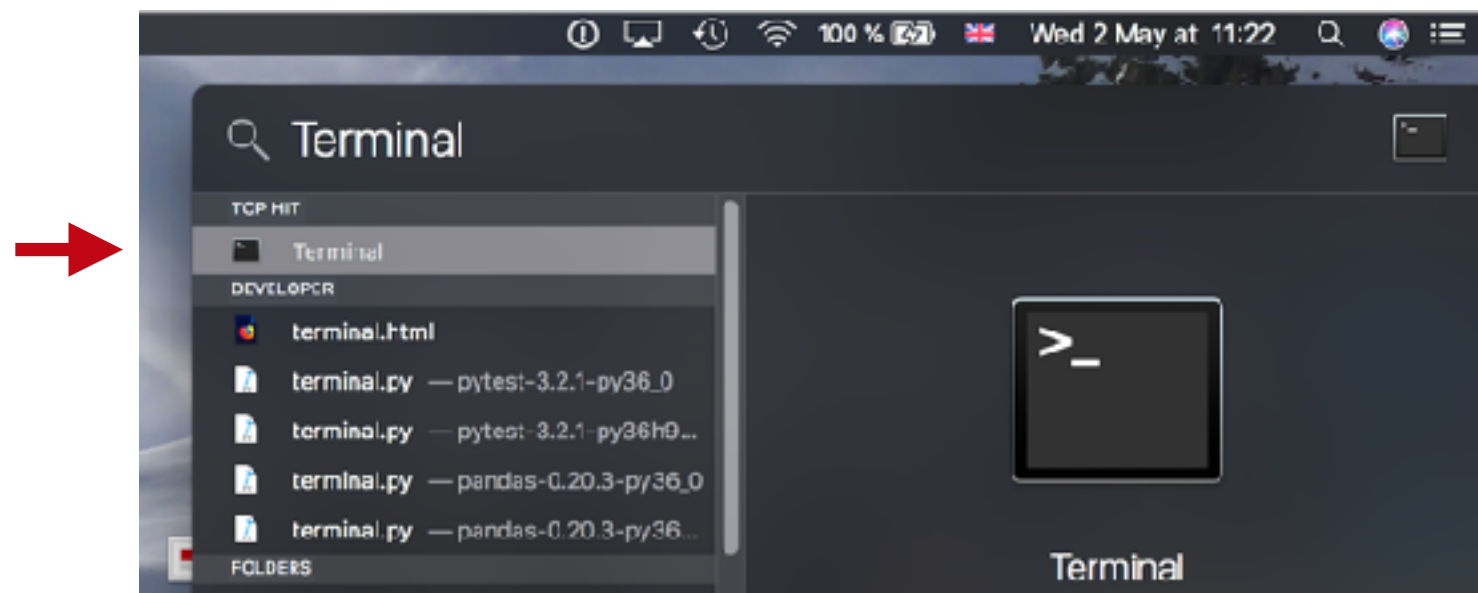 100 % Wed 2 May at 11:22
Terminal
TOP HIT
Terminal
DEVELOPER
terminal.html
terminal.py — pytest-3.2.1-py36_0
terminal.py — pytest-3.2.1-py36h9...
terminal.py — pandas-0.20.3-py36_0
terminal.py — pandas-0.20.3-py36...
FOLDERS
>_
Terminal